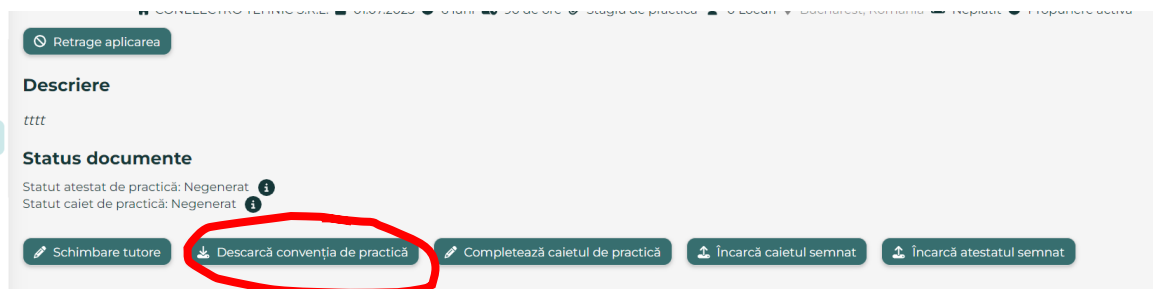 Retrage aplicarea
Descriere
tttt
Status documente
Statut atestat de practică: Negenerat
Statut caiet de practică: Negenerat
Schimbare tutore Descarcă convenția de practică Completează caietul de practică Încarcă caietul semnat Încarcă atestatul semnat